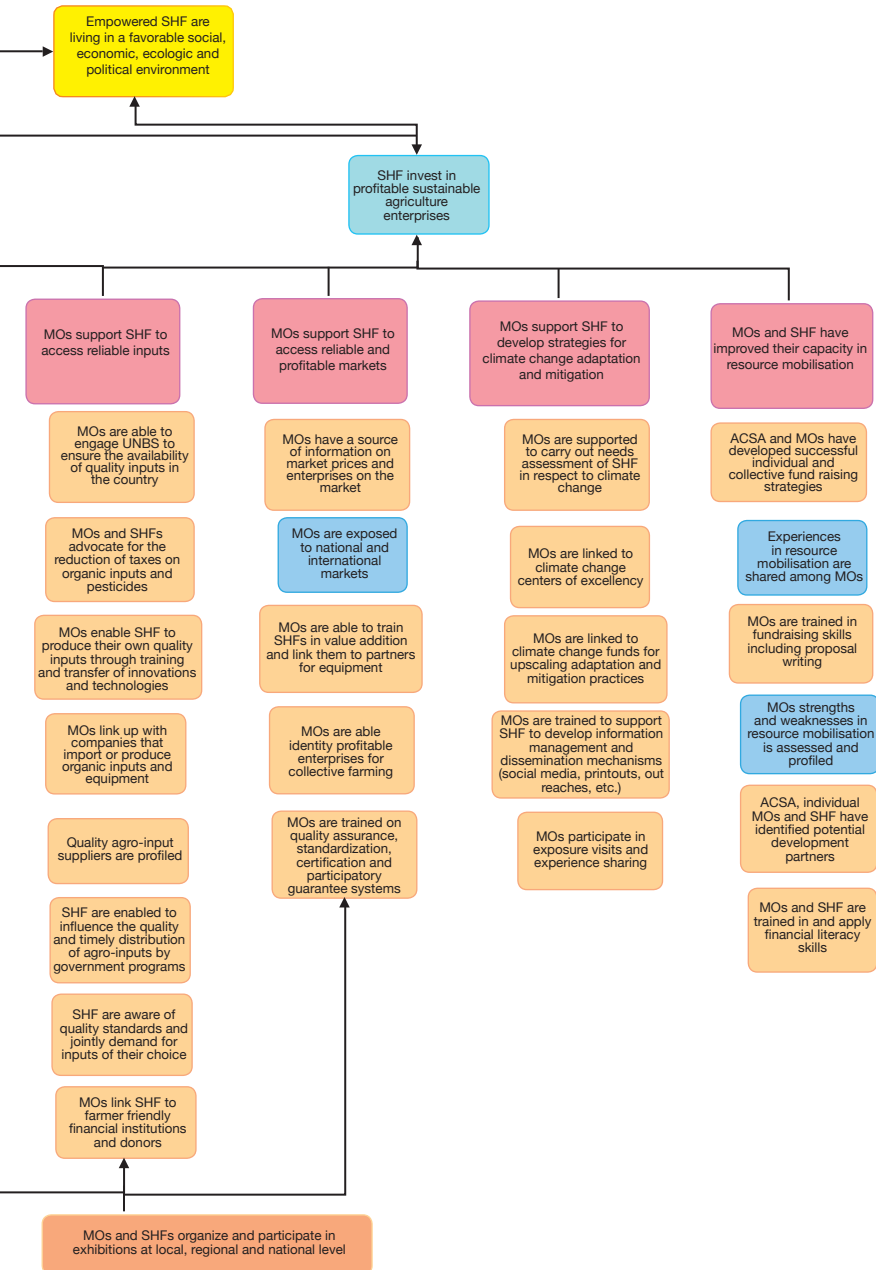 Empowered SHF are
living in a favorable social,
economic, ecologic and
political environment
SHF invest in
profitable sustainable
agriculture
enterprises
MOs support SHF to
access reliable inputs
MOs are able to
engage UNBS to
ensure the availability
of quality inputs in
the country
MOs and SHFs
advocate for the
reduction of taxes on
organic inputs and
pesticides
MOs enable SHF to
produce their own quality
inputs through training
and transfer of innovations
and technologies
MOs link up with
companies that
import or produce
organic inputs and
equipment
Quality agro-input
suppliers are profiled
SHF are enabled to
influence the quality
and timely distribution
of agro-inputs by
government programs
SHF are aware of
quality standards and
jointly demand for
inputs of their choice
MOs link SHF to
farmer friendly
financial institutions
and donors
MOs support SHF to
access reliable and
profitable markets
MOs have a source
of information on
market prices and
enterprises on the
market
MOs are exposed
to national and
international
markets
MOs are able to train
SHFs in value addition
and link them to partners
for equipment
MOs are able
identity profitable
enterprises for
collective farming
MOs are trained on
quality assurance,
standardization,
certification and
participatory
guarantee systems
MOs support SHF to
develop strategies for
climate change adaptation
and mitigation
MOs are supported
to carry out needs
assessment of SHF
in respect to climate
change
MOs are linked to
climate change
centers of excellency
MOs are linked to
climate change funds for
upscaling adaptation and
mitigation practices
MOs are trained to support
SHF to develop information
management and
dissemination mechanisms
(social media, printouts, out
reaches, etc.)
MOs participate in
exposure visits and
experience sharing
MOs and SHF have
improved their capacity in
resource mobilisation
ACSA and MOs have
developed successful
individual and
collective fund raising
strategies
Experiences
in resource
mobilisation are
shared among MOs
MOs are trained in
fundraising skills
including proposal
writing
MOs strengths
and weaknesses in
resource mobilisation
is assessed and
profiled
ACSA, individual
MOs and SHF have
identified potential
development
partners
MOs and SHF are
trained in and apply
financial literacy
skills
MOs and SHFs organize and participate in
exhibitions at local, regional and national level